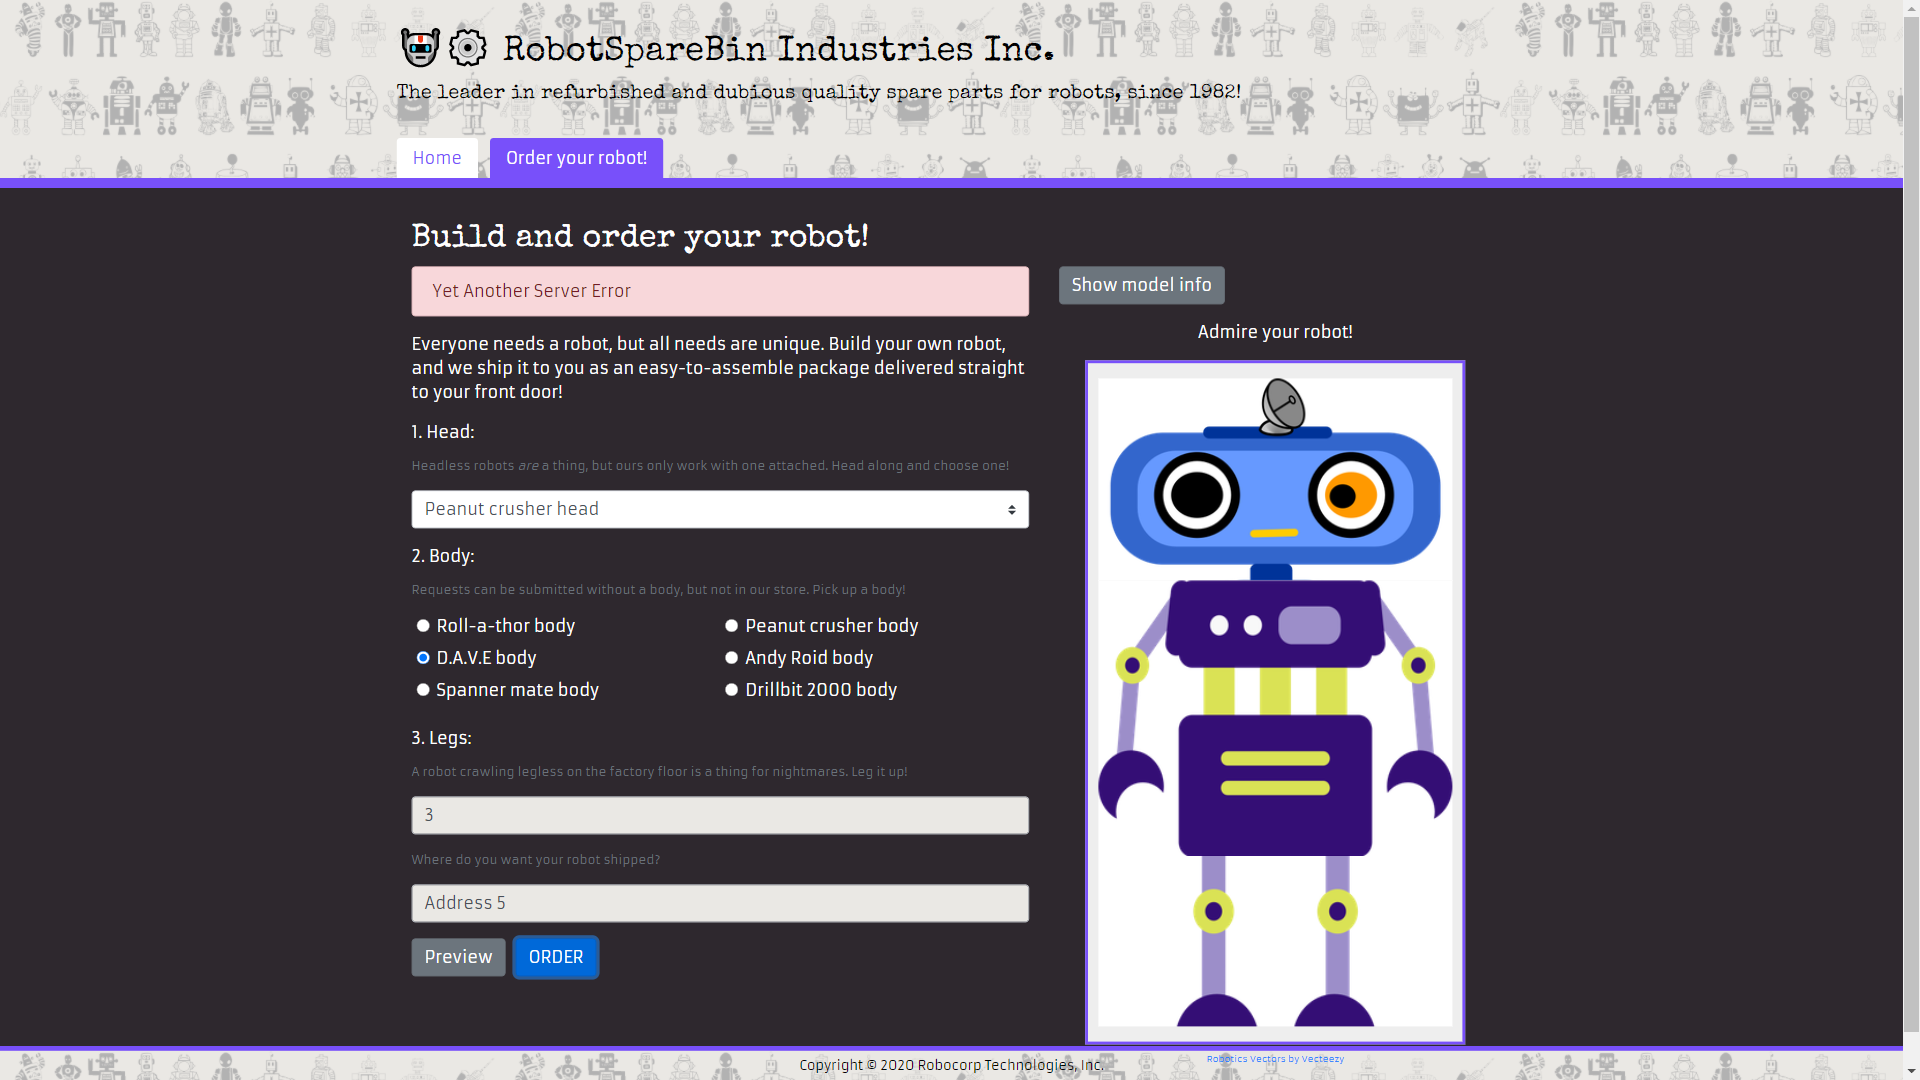 RobotSpareBin Industries Inc.
The leader in refurbished and dubious quality spare parts for robots, since 1982!
Home
Order your robot!
Build and order your robot!
Yet Another Server Error
Everyone needs a robot, but all needs are unique. Build your own robot,
and we ship it to you as an easy-to-assemble package delivered straight
to your front door!
1. Head:
Headless robots are a thing, but ours only work with one attached. Head along and choose one!
Peanut crusher head
2. Body:
Requests can be submitted without a body, but not in our store. Pick up a body!
Roll-a-thor body
Peanut crusher body
D.A.V.E body
Andy Roid body
Spanner mate body
Drillbit 2000 body
3. Legs:
A robot crawling legless on the factory floor is a thing for nightmares. Leg it up!
3
Where do you want your robot shipped?
Address 5
Preview
ORDER
Show model info
Admire your robot!
Copyright © 2020 Robocorp Technologies, Inc.
Robotics Vectors by Vecteezy